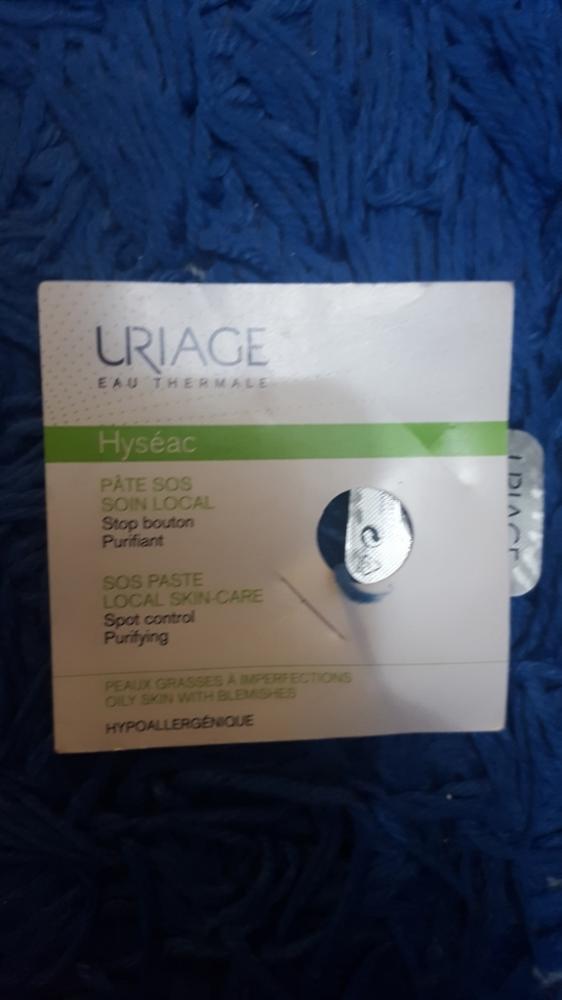 URIAGE
EAU THERMALE
Hyséac
PÂTE SOS
SOIN LOCAL
Stop bouton
Purifiant
SOS PASTE
LOCAL SKIN-CARE
Spot control
Purifying
PEAUX GRASSES À IMPERFECTIONS
OILY SKIN WITH BLEMISHES
HYPOALLERGÉNIQUE
URIAGE